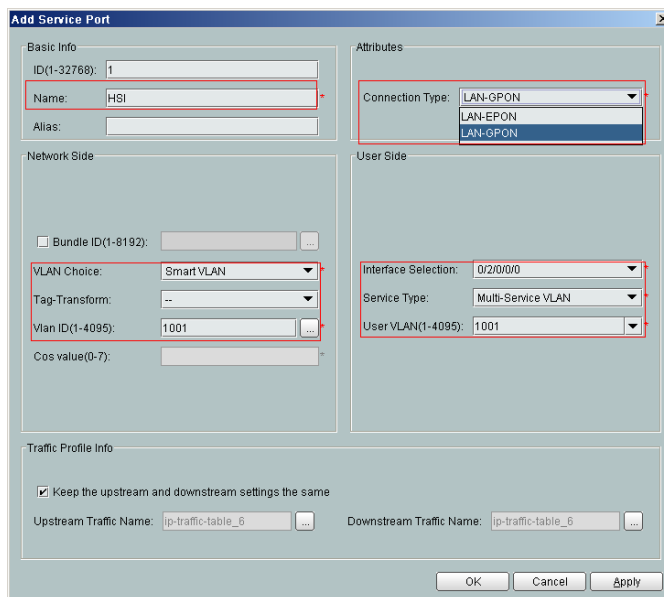 Add Service Port
Basic Info
ID(1-32768): 1
Name: HSI *
Alias:
Attributes
Connection Type: LAN-GPON *
LAN-EPON
LAN-GPON
Network Side
Bundle ID(1-8192): ...
VLAN Choice: Smart VLAN *
Tag-Transform: --
Vlan ID(1-4095): 1001 ... *
Cos value(0-7): *
User Side
Interface Selection: 0/2/0/0/0 *
Service Type: Multi-Service VLAN *
User VLAN(1-4095): 1001 *
Traffic Profile Info
Keep the upstream and downstream settings the same
Upstream Traffic Name: ip-traffic-table_6 ... Downstream Traffic Name: ip-traffic-table_6 ...
OK Cancel Apply